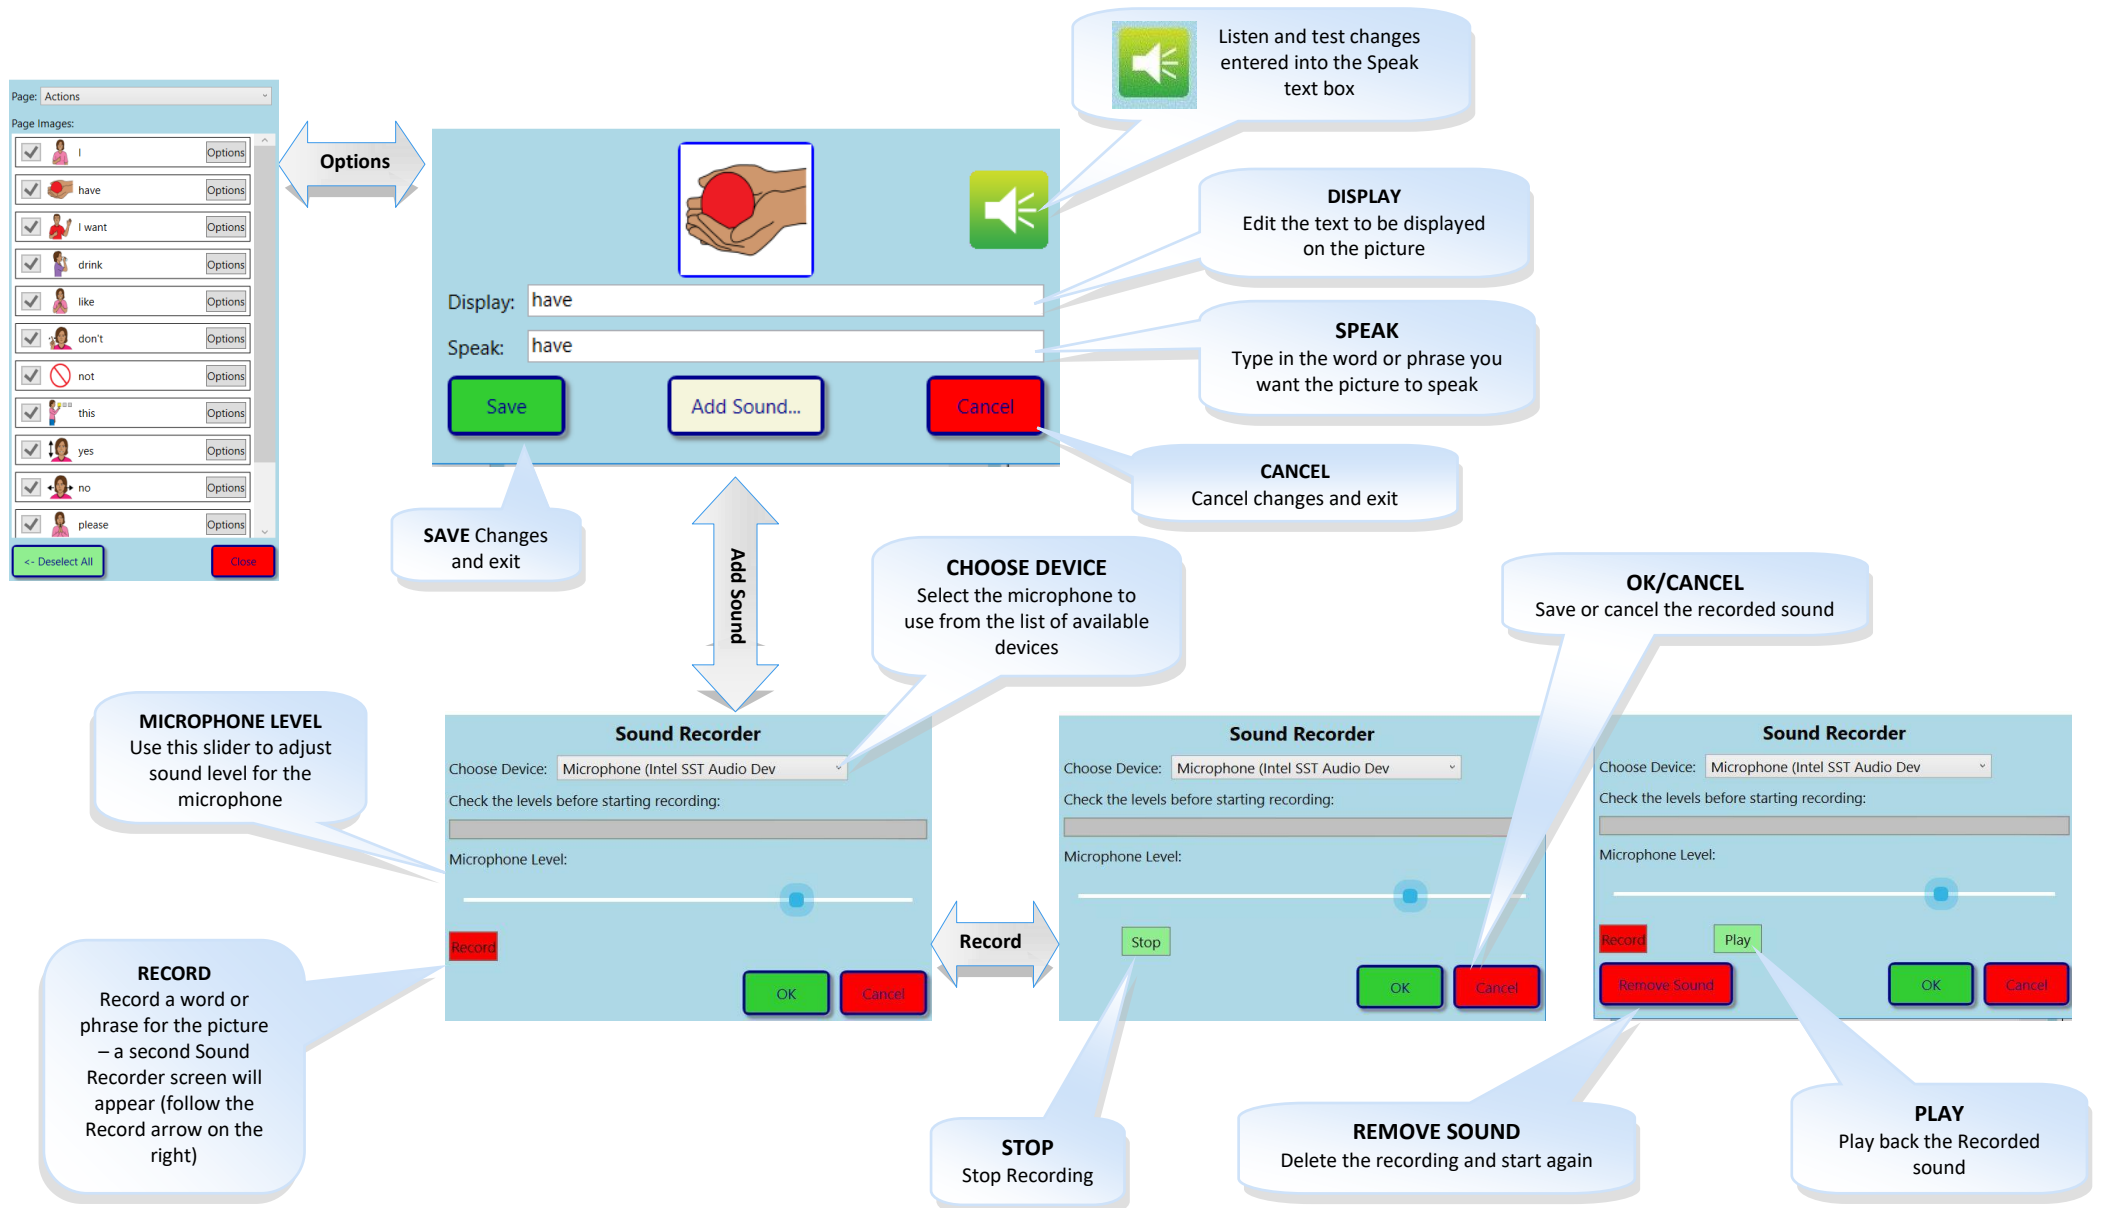 Listen and test changes
entered into the Speak
text box
Page: Actions
Page Images:
I Options
have Options
I want Options
drink Options
like Options
don't Options
not Options
this Options
yes Options
no Options
please Options
<- Deselect All Close
Options
Display: have
Speak: have
Save Add Sound... Cancel
DISPLAY
Edit the text to be displayed
on the picture
SPEAK
Type in the word or phrase you
want the picture to speak
CANCEL
Cancel changes and exit
SAVE Changes
and exit
Add Sound
CHOOSE DEVICE
Select the microphone to
use from the list of available
devices
OK/CANCEL
Save or cancel the recorded sound
MICROPHONE LEVEL
Use this slider to adjust
sound level for the
microphone
Sound Recorder
Choose Device: Microphone (Intel SST Audio Dev
Check the levels before starting recording:
Microphone Level:
Record
OK Cancel
RECORD
Record a word or
phrase for the picture
– a second Sound
Recorder screen will
appear (follow the
Record arrow on the
right)
Record
Sound Recorder
Choose Device: Microphone (Intel SST Audio Dev
Check the levels before starting recording:
Microphone Level:
Stop
OK Cancel
Sound Recorder
Choose Device: Microphone (Intel SST Audio Dev
Check the levels before starting recording:
Microphone Level:
Record Play
Remove Sound OK Cancel
STOP
Stop Recording
REMOVE SOUND
Delete the recording and start again
PLAY
Play back the Recorded
sound